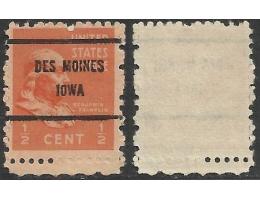 UNITED
STATES
DES MOINES
IOWA
BENJAMIN
FRANKLIN
1/2 CENT 1/2